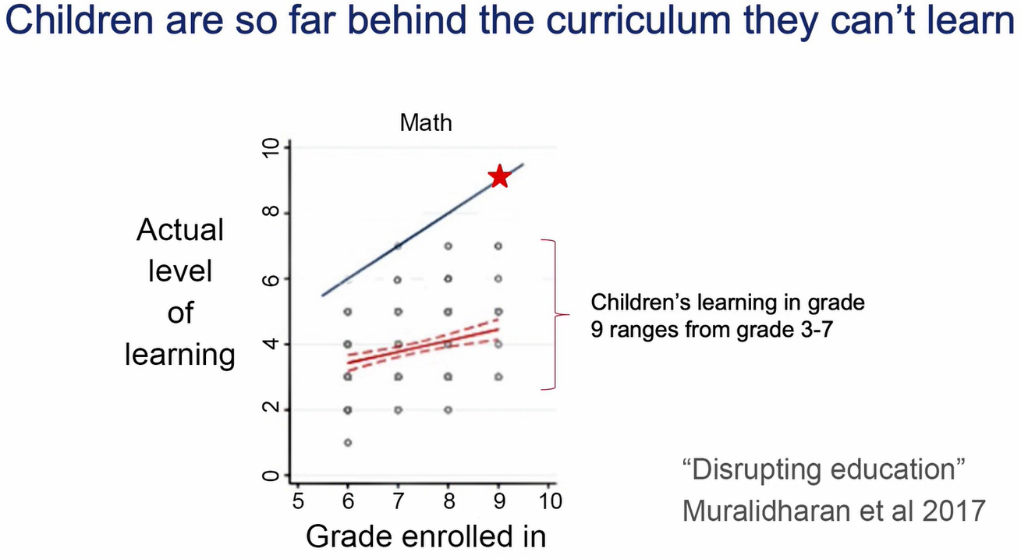 Children are so far behind the curriculum they can't learn
Math
Actual
level
of
learning
10
8
6
4
2
0
5 6 7 8 9 10
Grade enrolled in
Children's learning in grade
9 ranges from grade 3-7
“Disrupting education”
Muralidharan et al 2017